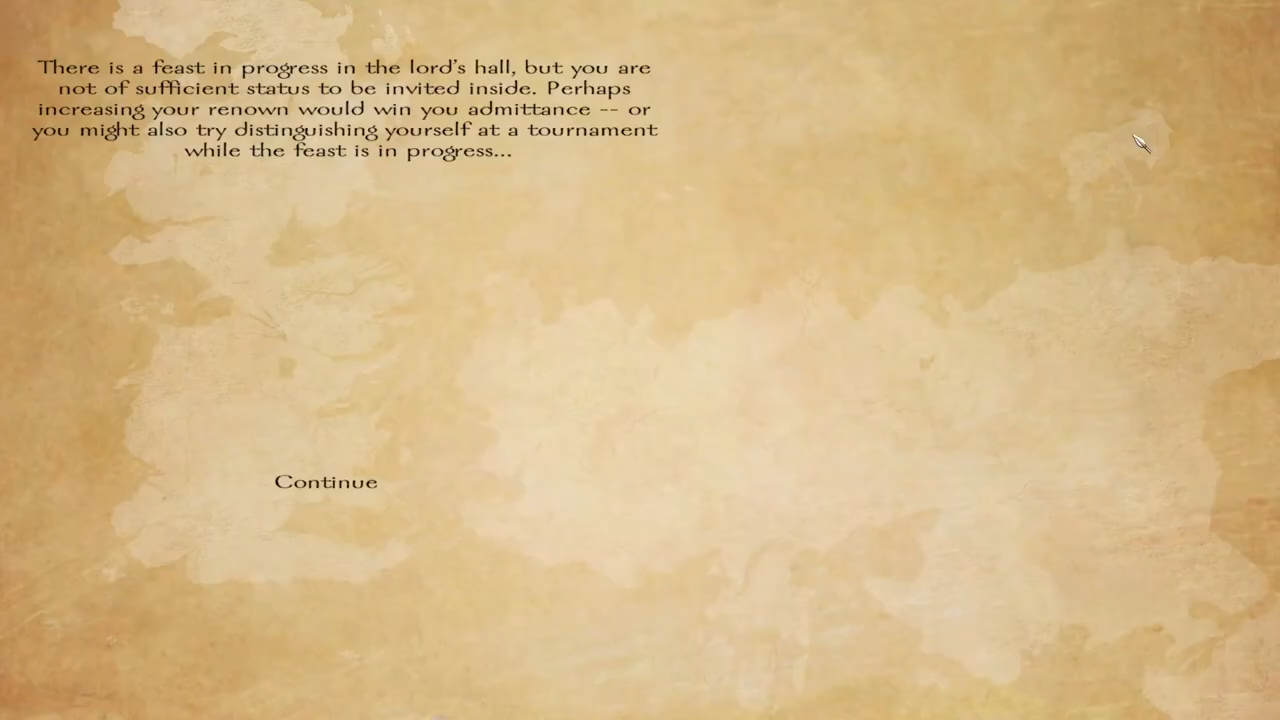 There is a feast in progress in the lord's hall, but you are
not of sufficient status to be invited inside. Perhaps
increasing your renown would win you admittance -- or
you might also try distinguishing yourself at a tournament
while the feast is in progress...
Continue